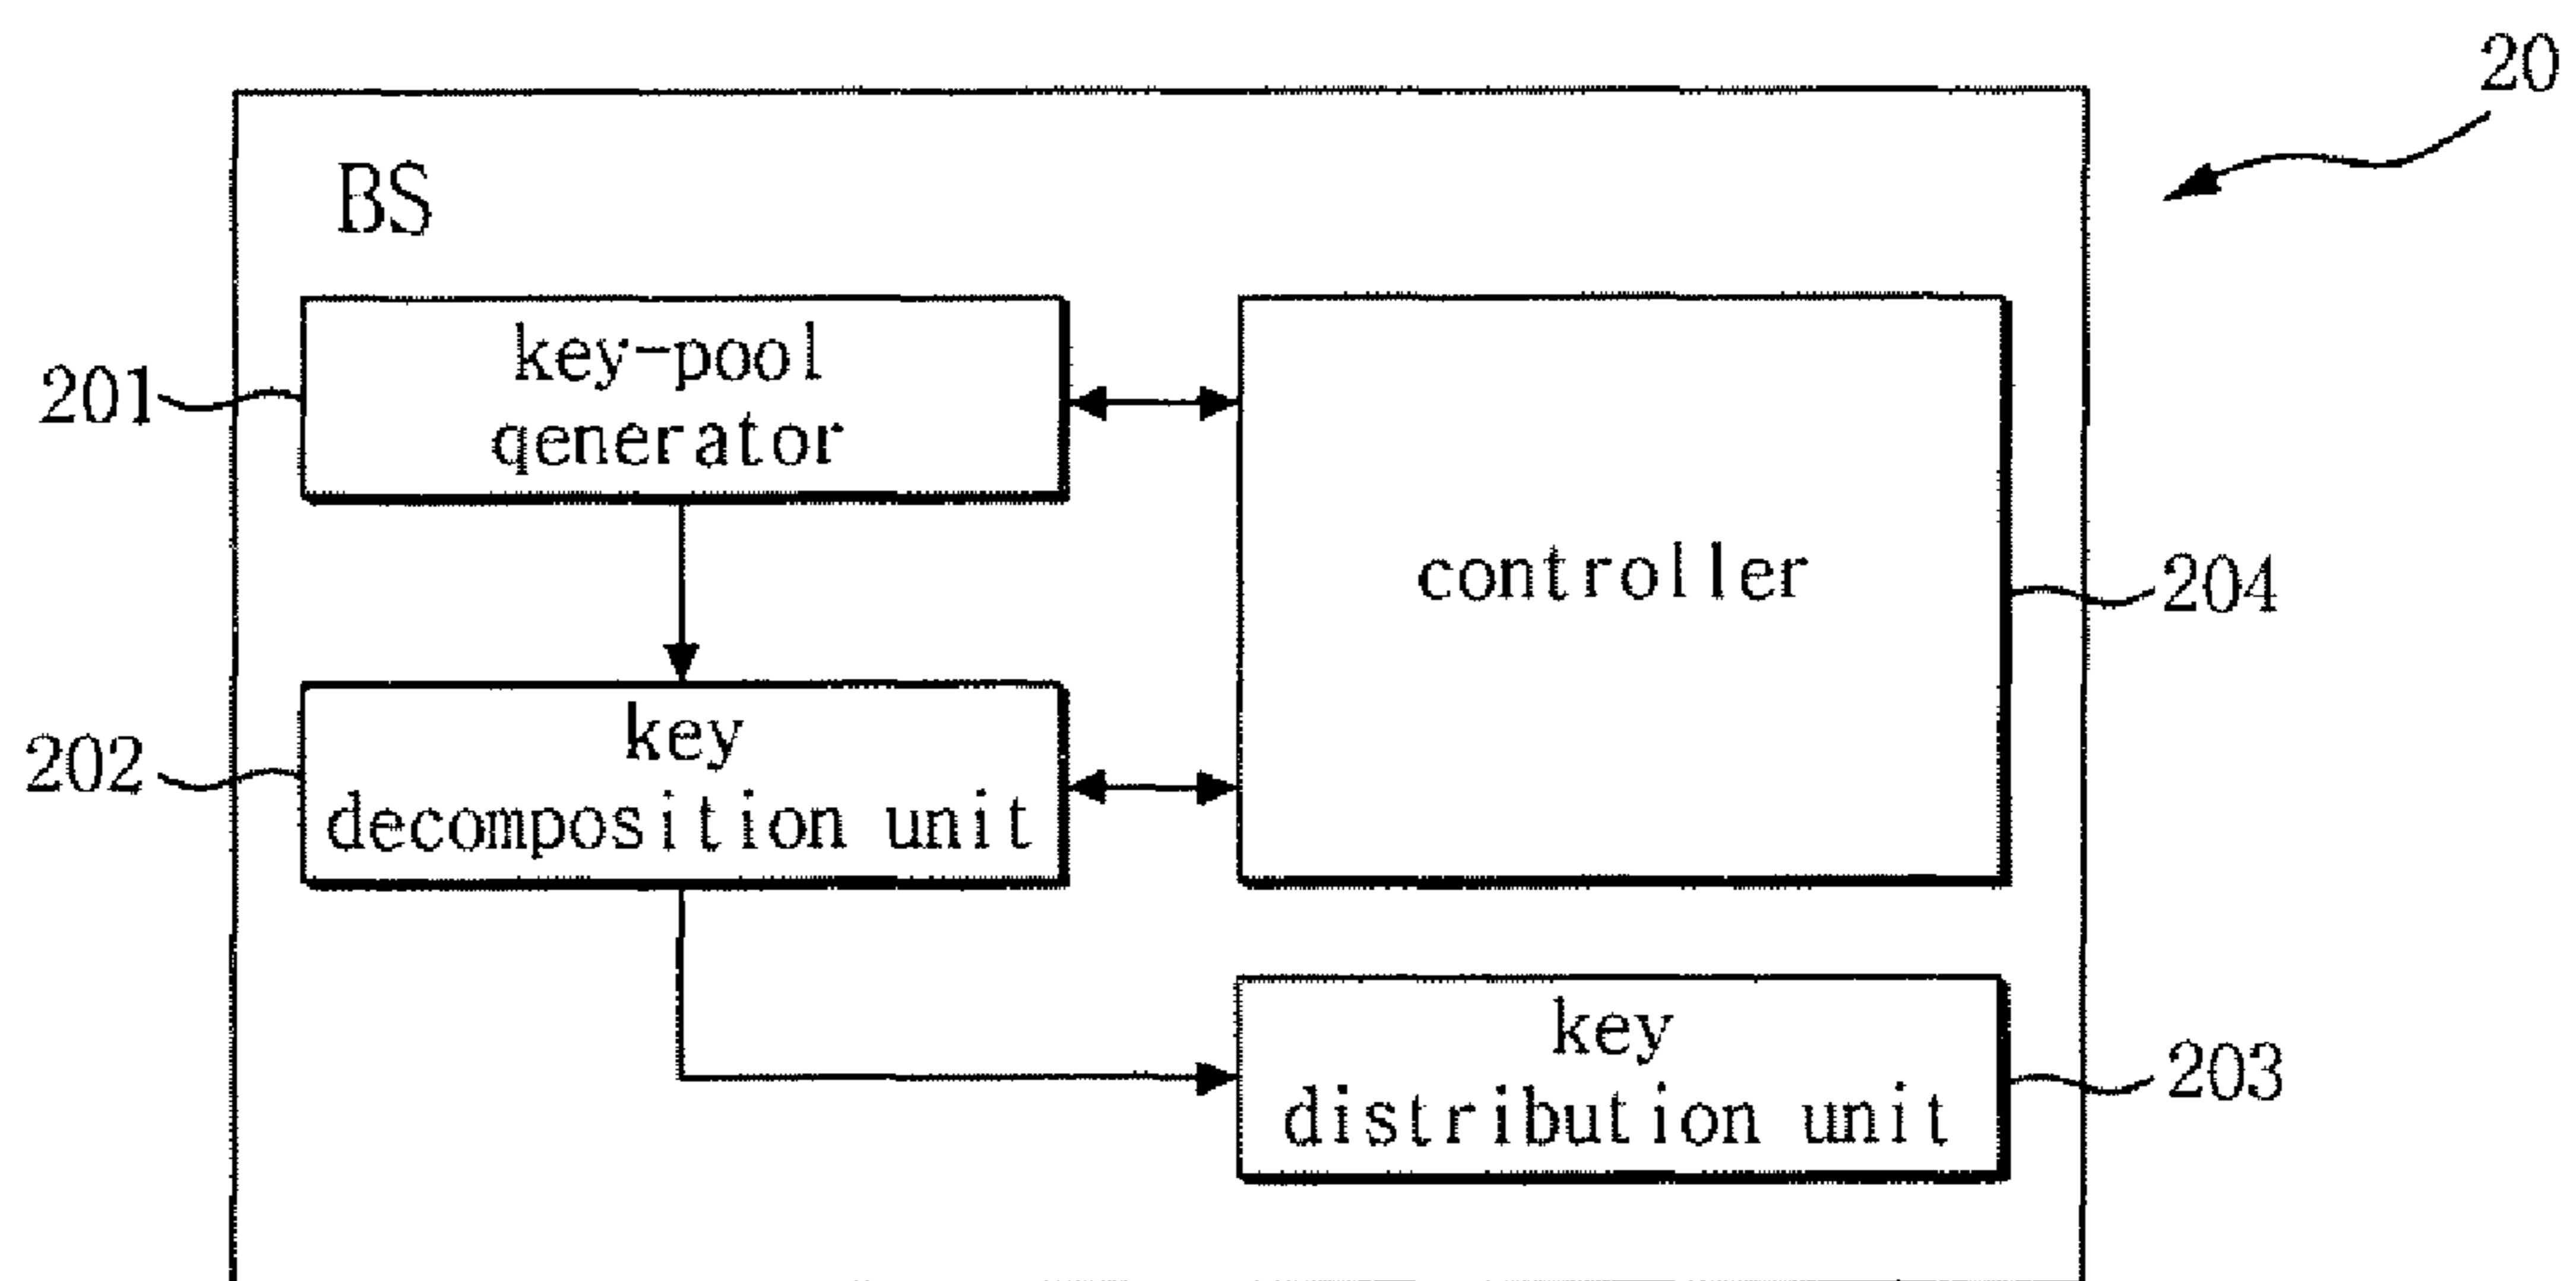 20
BS
key-pool
generator
201
controller
204
key
decomposition unit
202
key
distribution unit
203